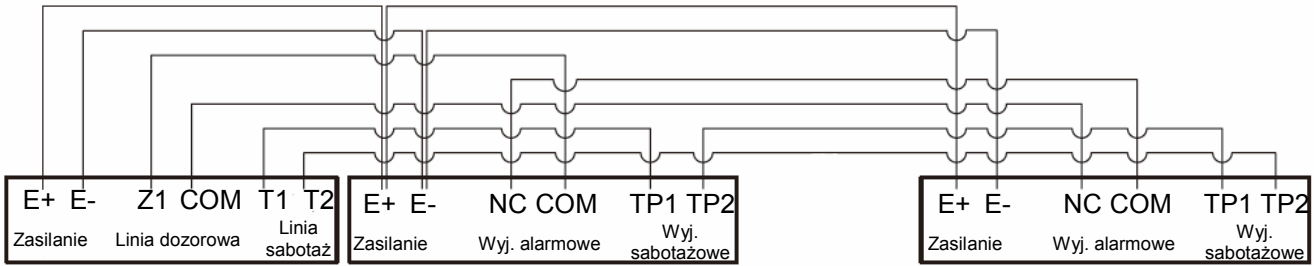 E+ E- Z1 COM T1 T2
Zasilanie Linia dozorowa Linia
sabotaż
E+ E- NC COM TP1 TP2
Zasilanie Wyj. alarmowe Wyj.
sabotażowe
E+ E- NC COM TP1 TP2
Zasilanie Wyj. alarmowe Wyj.
sabotażowe